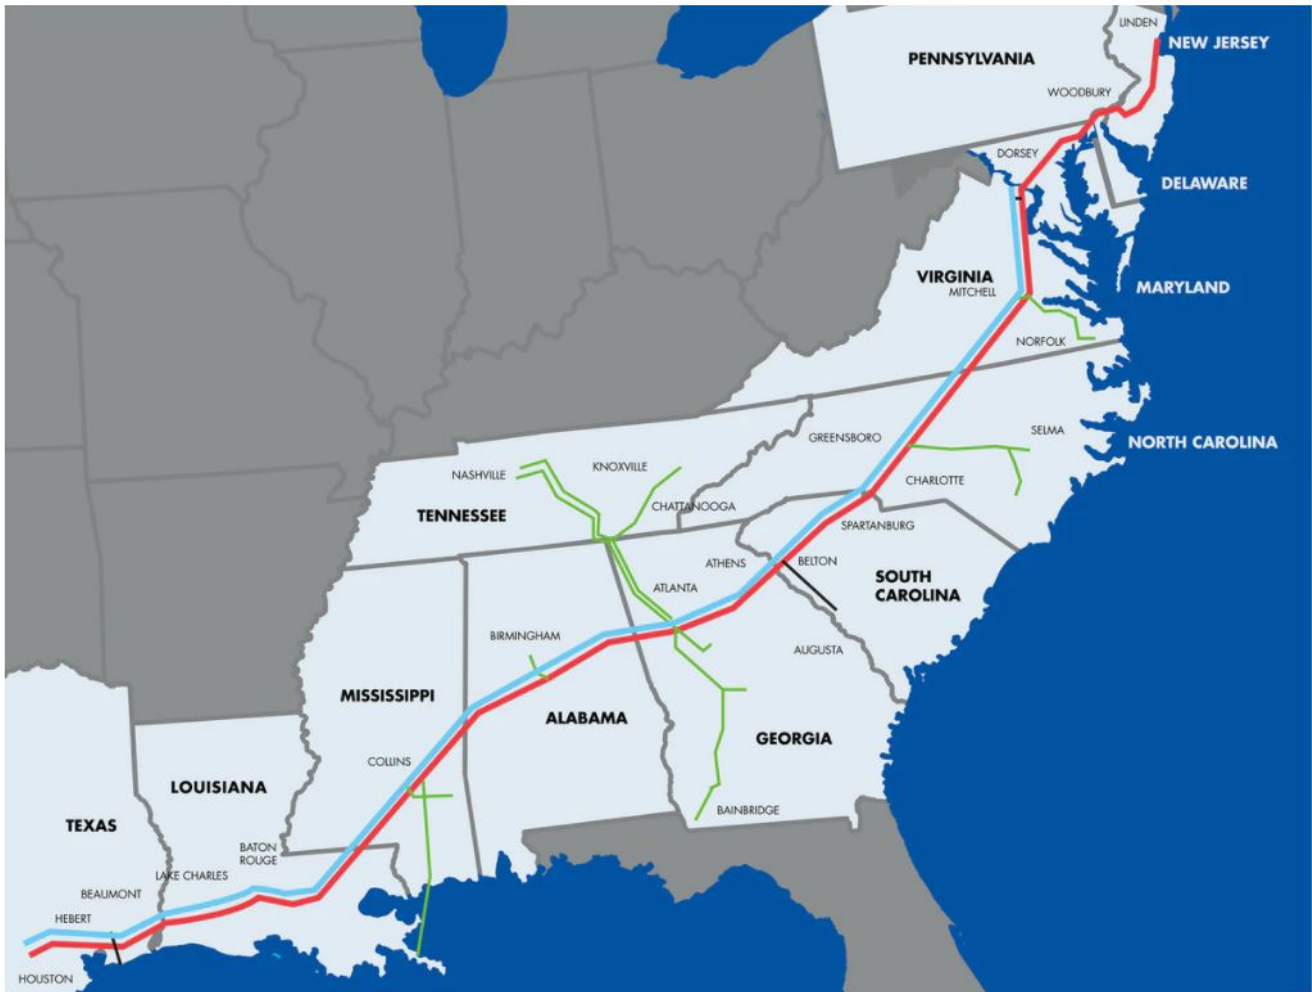 LINDEN
NEW JERSEY
PENNSYLVANIA
WOODBURY
DORSEY
DELAWARE
VIRGINIA
MITCHELL
MARYLAND
NORFOLK
GREENSBORO
SELMA
NORTH CAROLINA
NASHVILLE
KNOXVILLE
CHARLOTTE
CHATTANOOGA
TENNESSEE
SPARTANBURG
ATHENS
BELTON
ATLANTA
SOUTH
CAROLINA
BIRMINGHAM
AUGUSTA
MISSISSIPPI
ALABAMA
GEORGIA
COLLINS
LOUISIANA
BAINBRIDGE
TEXAS
BATON
ROUGE
LAKE CHARLES
BEAUMONT
HEBERT
HOUSTON